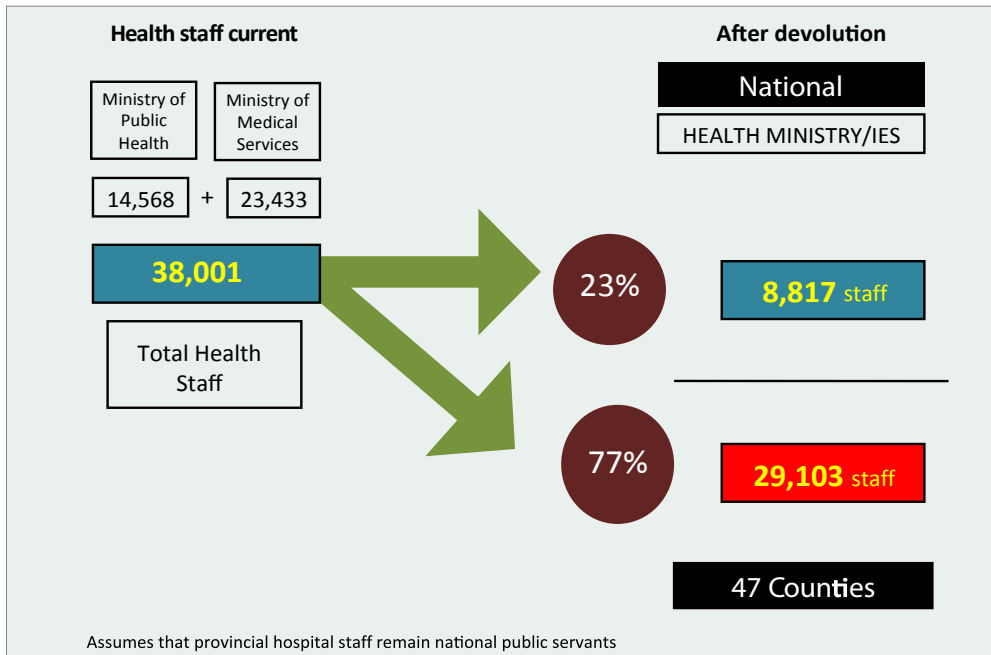 Health staff current
After devolution
Ministry of
Public
Health
Ministry of
Medical
Services
National
HEALTH MINISTRY/IES
14,568 + 23,433
38,001
23%
8,817 staff
Total Health
Staff
77%
29,103 staff
47 Counties
Assumes that provincial hospital staff remain national public servants